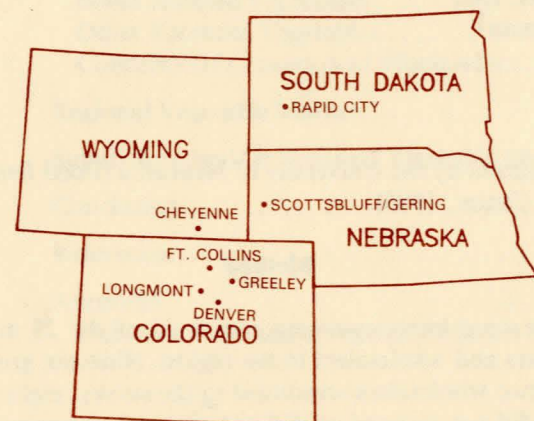 SOUTH DAKOTA
RAPID CITY
WYOMING
SCOTTSBLUFF/GERING
CHEYENNE
NEBRASKA
FT. COLLINS
GREELEY
LONGMONT
DENVER
COLORADO